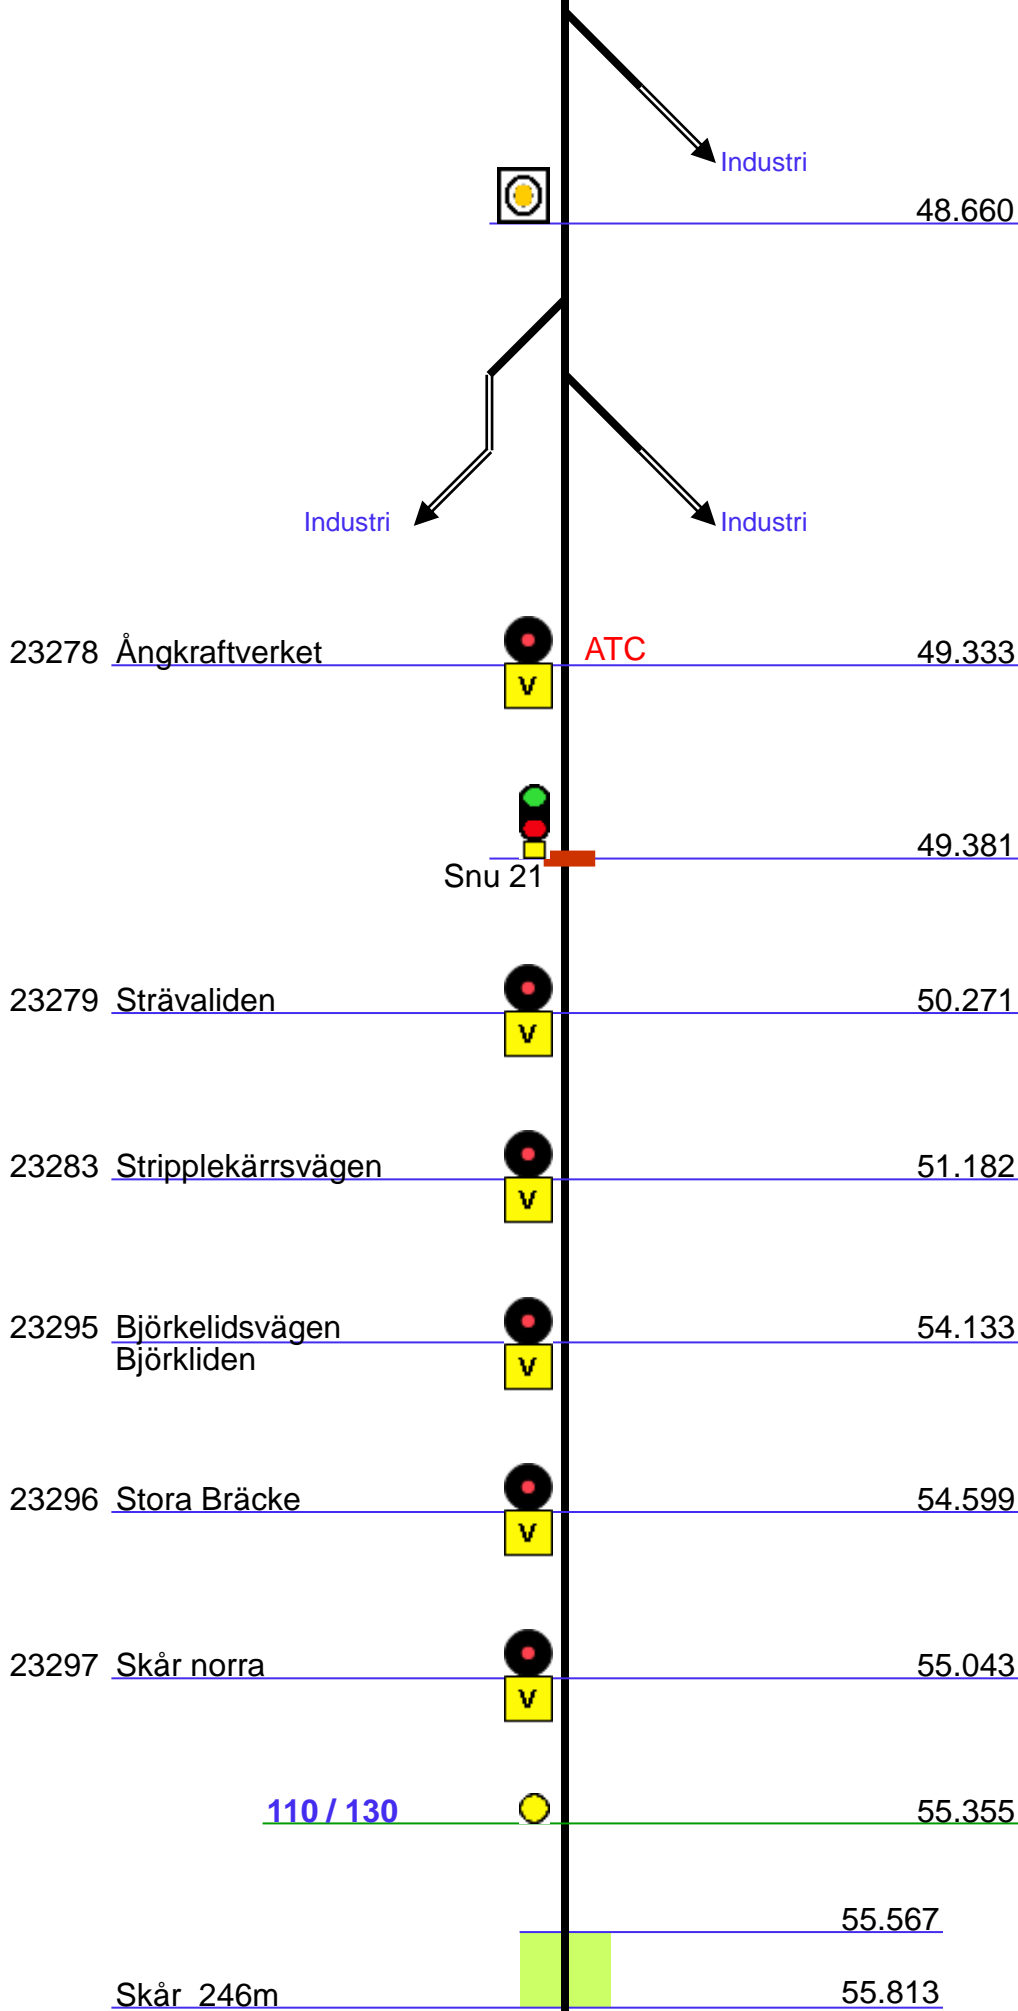 Industri
48.660
Industri
Industri
23278 Ångkraftverket ATC 49.333
V
49.381
Snu 21
23279 Strävaliden 50.271
V
23283 Stripplekärrsvägen 51.182
V
23295 Björkelidsvägen 54.133
Björkliden
V
23296 Stora Bräcke 54.599
V
23297 Skår norra 55.043
V
110 / 130 55.355
55.567
Skår 246m 55.813